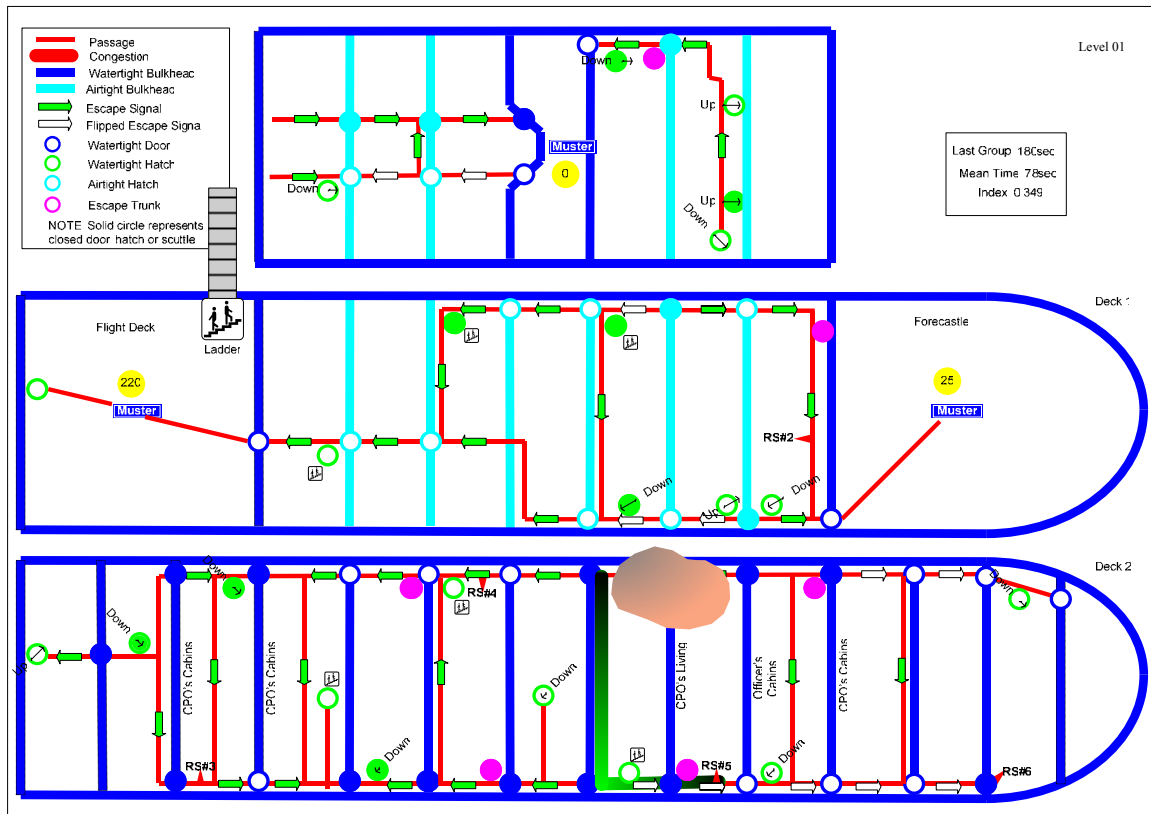 Level 01
Passage
Congestion
Watertight Bulkheac
Airtight Bulkheac
Escape Signal
Flipped Escape Signa
Watertight Door
Watertight Hatch
Airtight Hatch
Escape Trunk
NOTE Solid circle represents
closed door hatch or scuttle
Down
Up
Up
Down
Down
Muster
0
Last Group 180sec
Mean Time 78sec
Index 0 349
Deck 1
Flight Deck
Ladder
Forecastle
220
Muster
25
Muster
RS#2
Down
Up
Down
Deck 2
Down
RS#4
Down
Down
Up
CPO's Cabins
CPO's Cabins
Down
CPO's Living
Officer's
Cabins
CPO's Cabins
Down
Down
RS#3
RS#5
RS#6